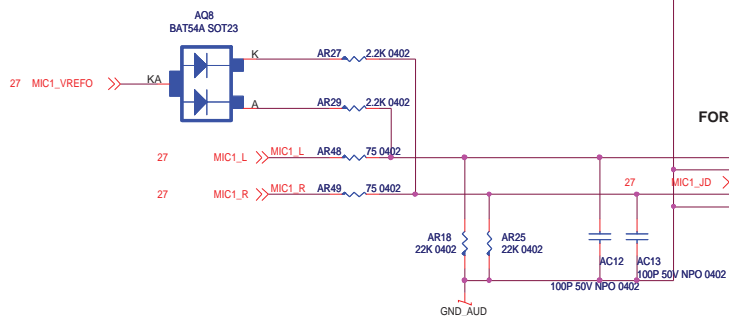 AQ8
BAT54A SOT23
K
AR27
2.2K 0402
27 MIC1_VREFO
KA
A
AR29
2.2K 0402
FOR
27
MIC1_L
MIC1_L
AR48
75 0402
27
MIC1_R
MIC1_R
AR49
75 0402
27
MIC1_JD
AR18
22K 0402
AR25
22K 0402
AC12
100P 50V NPO 0402
AC13
100P 50V NPO 0402
GND_AUD